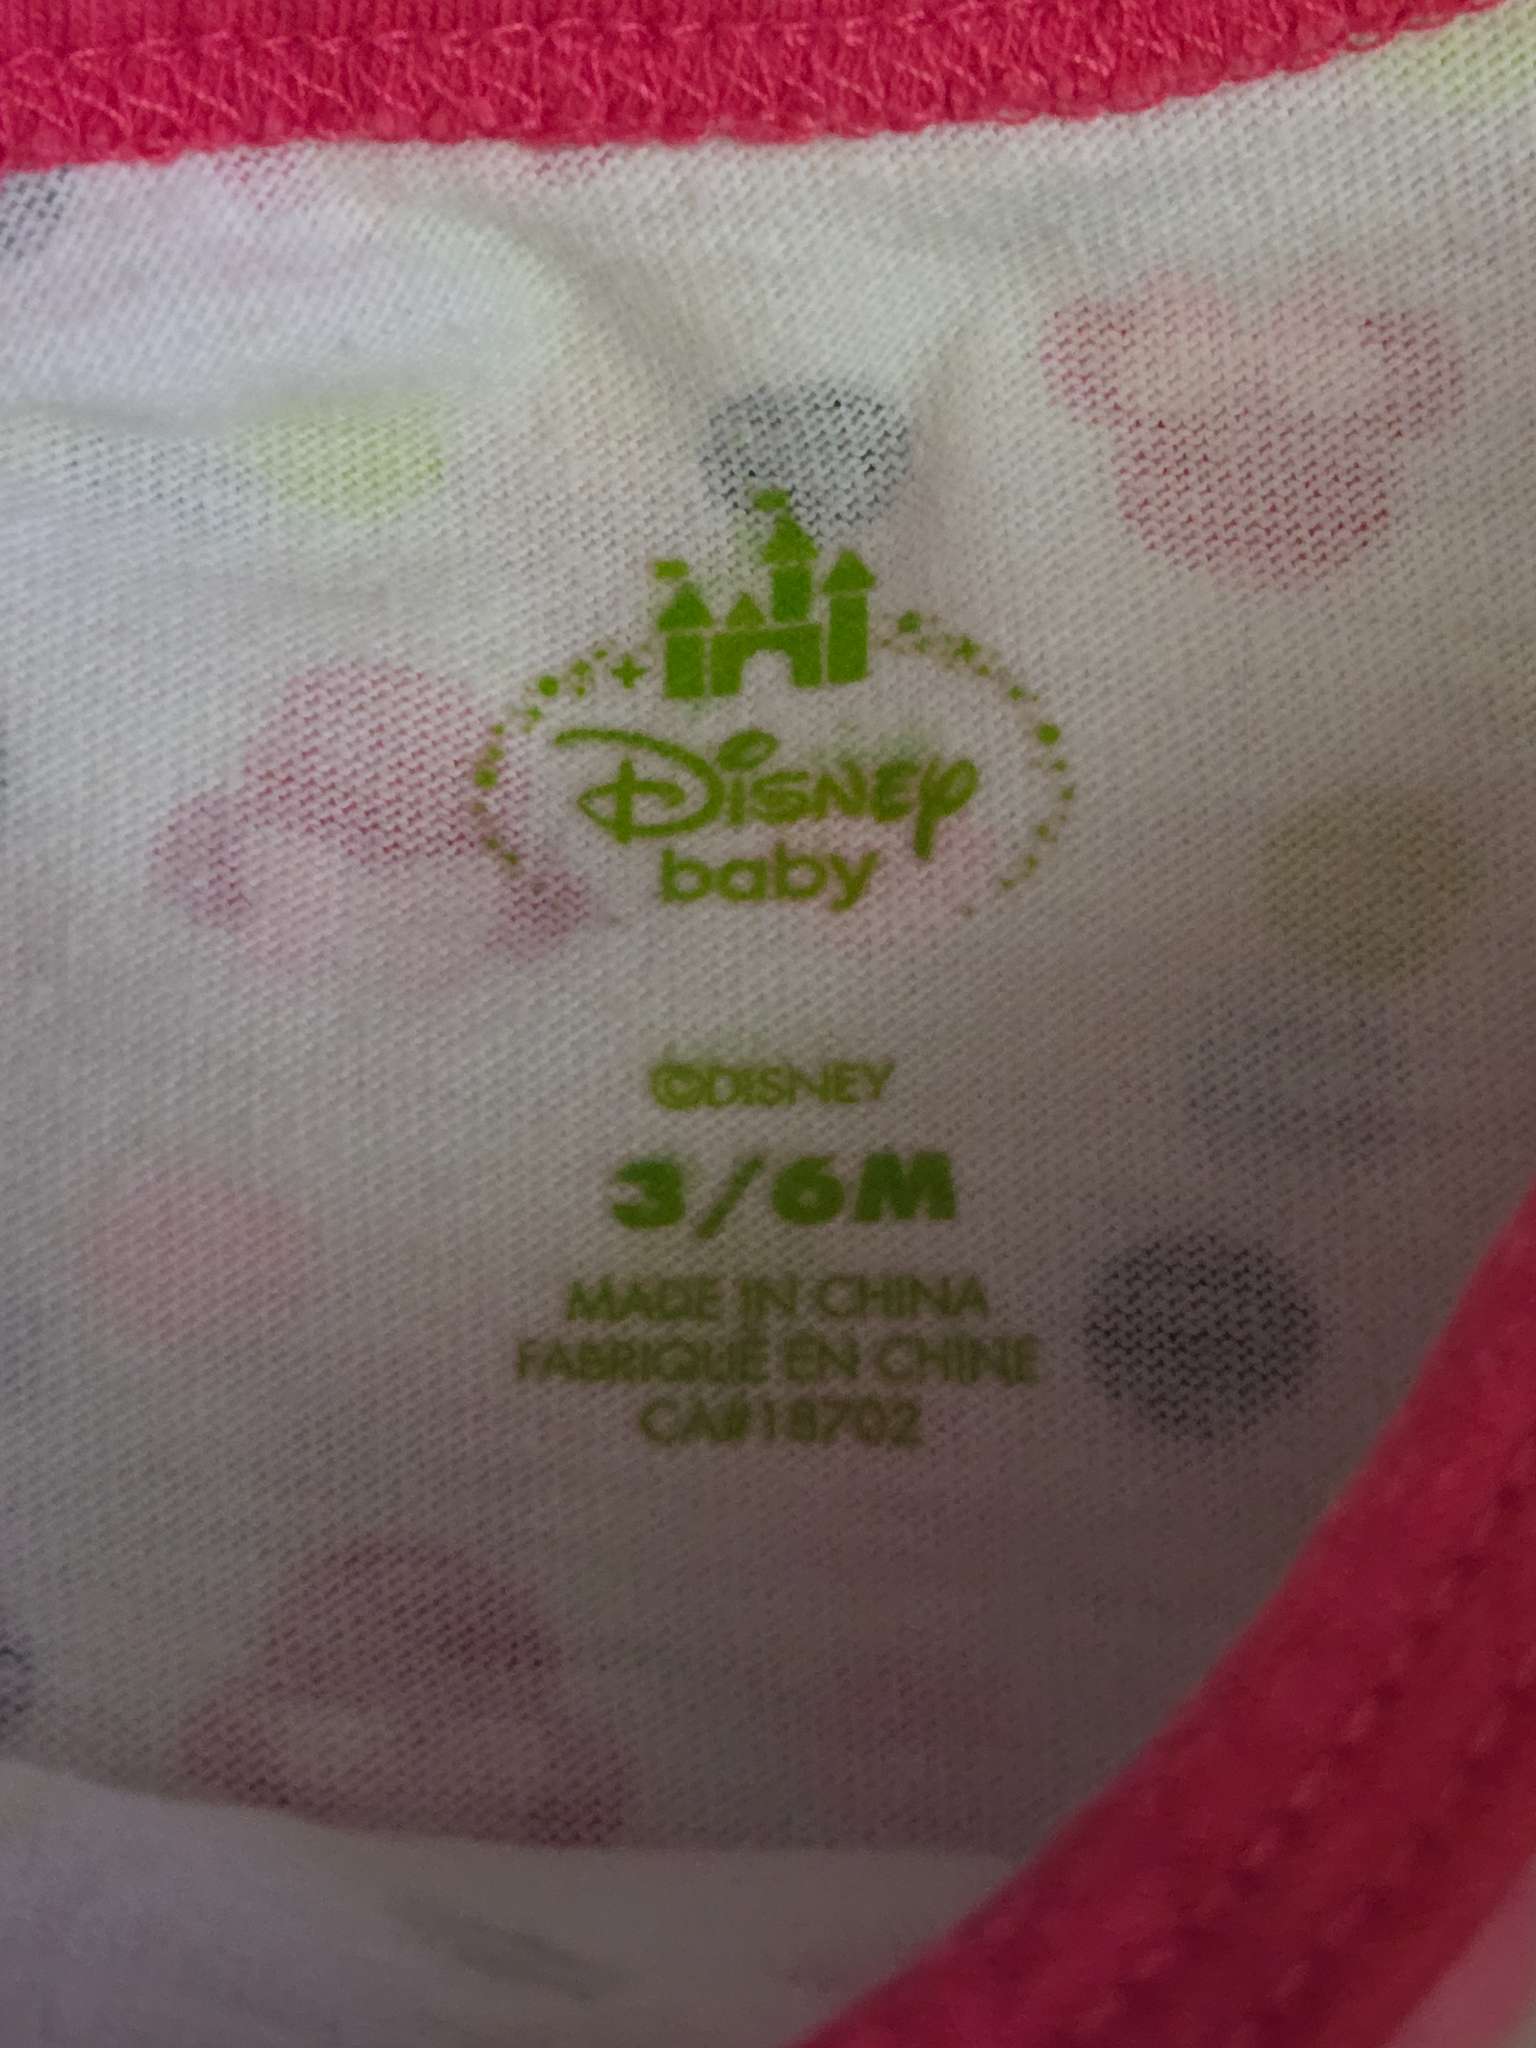 Disney
baby
©DISNEY
3/6M
MADE IN CHINA
FABRIQUÉ EN CHINE
CA#18702